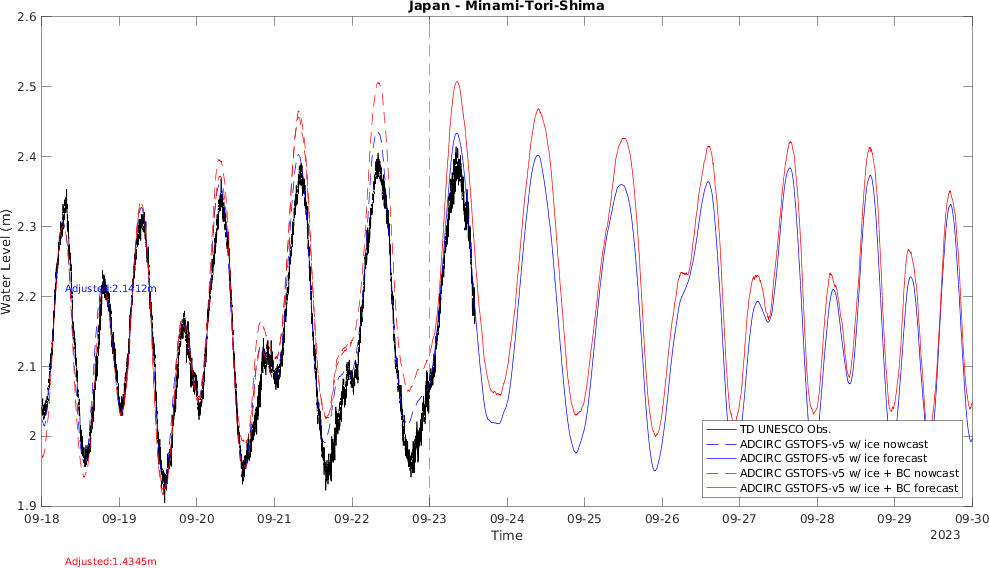 Japan - Minami-Tori-Shima
2.6
2.5
2.4
2.3
2.2
2.1
2
1.9
Water Level (m)
Adjusted:2.1412m
TD UNESCO Obs.
ADCIRC GSTOFS-v5 w/ ice nowcast
ADCIRC GSTOFS-v5 w/ ice forecast
ADCIRC GSTOFS-v5 w/ ice + BC nowcast
ADCIRC GSTOFS-v5 w/ ice + BC forecast
09-18 09-19 09-20 09-21 09-22 09-23 09-24 09-25 09-26 09-27 09-28 09-29 09-30
Time
2023
Adjusted:1.4345m